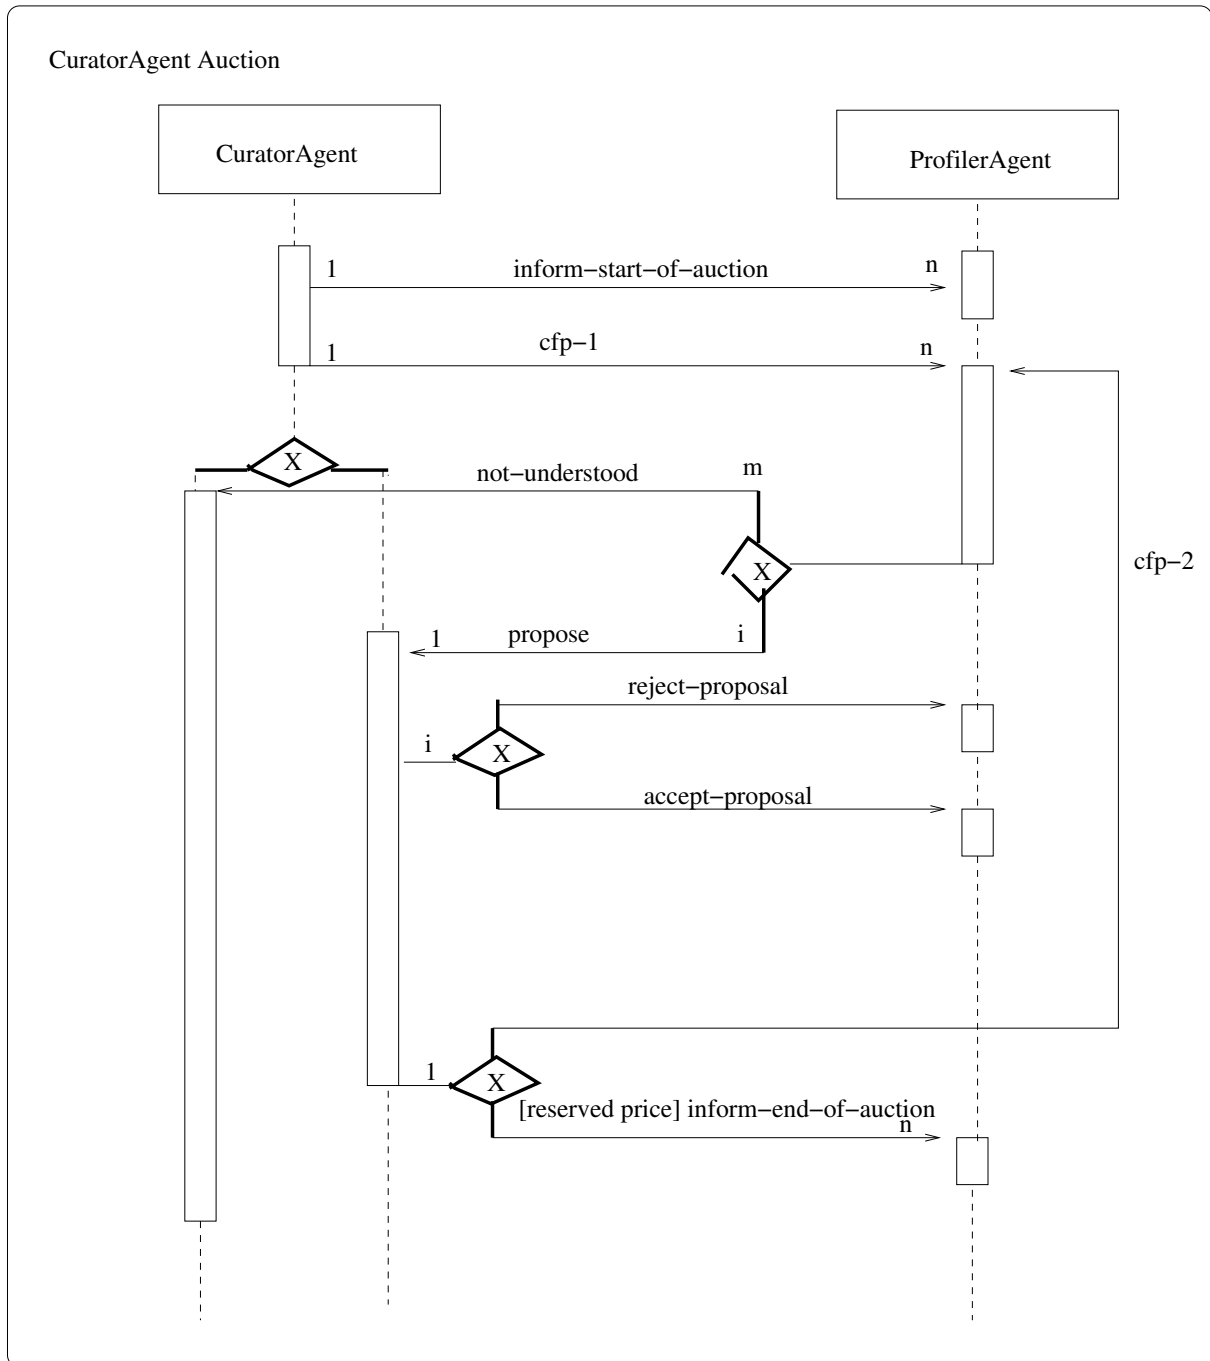 CuratorAgent Auction
CuratorAgent
ProfilerAgent
1 inform−start−of−auction n
1 cfp−1 n
X
not−understood m
X
cfp−2
1 propose i
reject−proposal
i X
accept−proposal
1 X
[reserved price] inform−end−of−auction
n